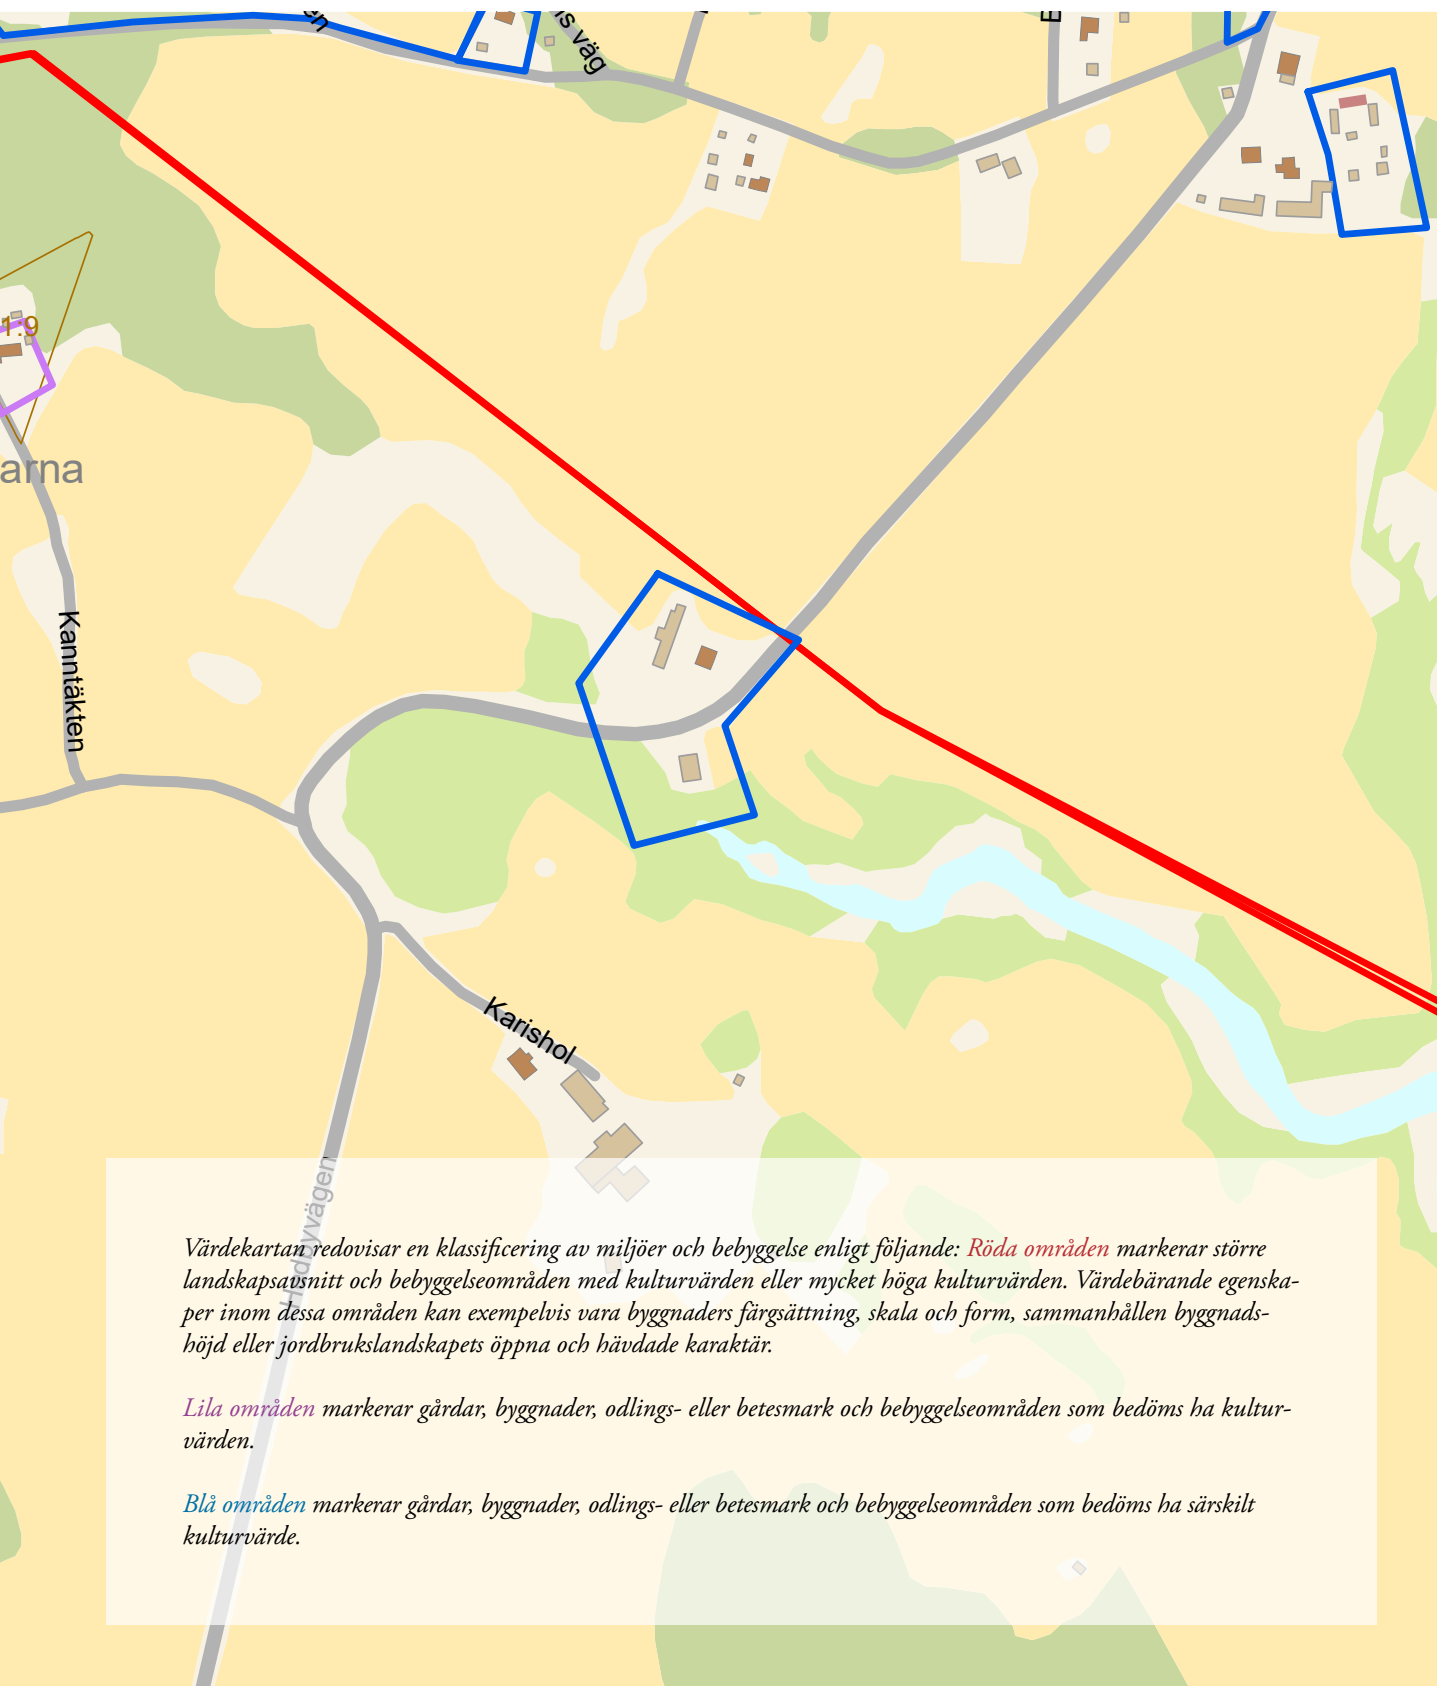 1:9
arna
Kanntäkten
Karishol
Hedbyvägen
Värdekartan redovisar en klassificering av miljöer och bebyggelse enligt följande: Röda områden markerar större
landskapsavsnitt och bebyggelseområden med kulturvärden eller mycket höga kulturvärden. Värdebärande egenska-
per inom dessa områden kan exempelvis vara byggnaders färgsättning, skala och form, sammanhållen byggnads-
höjd eller jordbrukslandskapets öppna och hävdade karaktär.
Lila områden markerar gårdar, byggnader, odlings- eller betesmark och bebyggelseområden som bedöms ha kultur-
värden.
Blå områden markerar gårdar, byggnader, odlings- eller betesmark och bebyggelseområden som bedöms ha särskilt
kulturvärde.